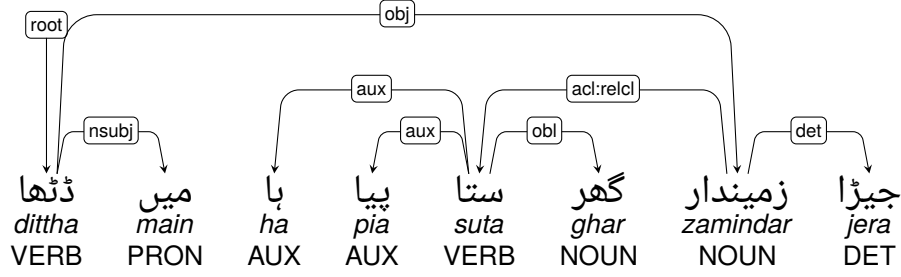 obj
root
aux acl:relcl
nsubj aux obl det
جیڑا زمیندار گھر ستا پیا ہا میں ڈٹھا
dittha main ha pia suta ghar zamindar jera
VERB PRON AUX AUX VERB NOUN NOUN DET